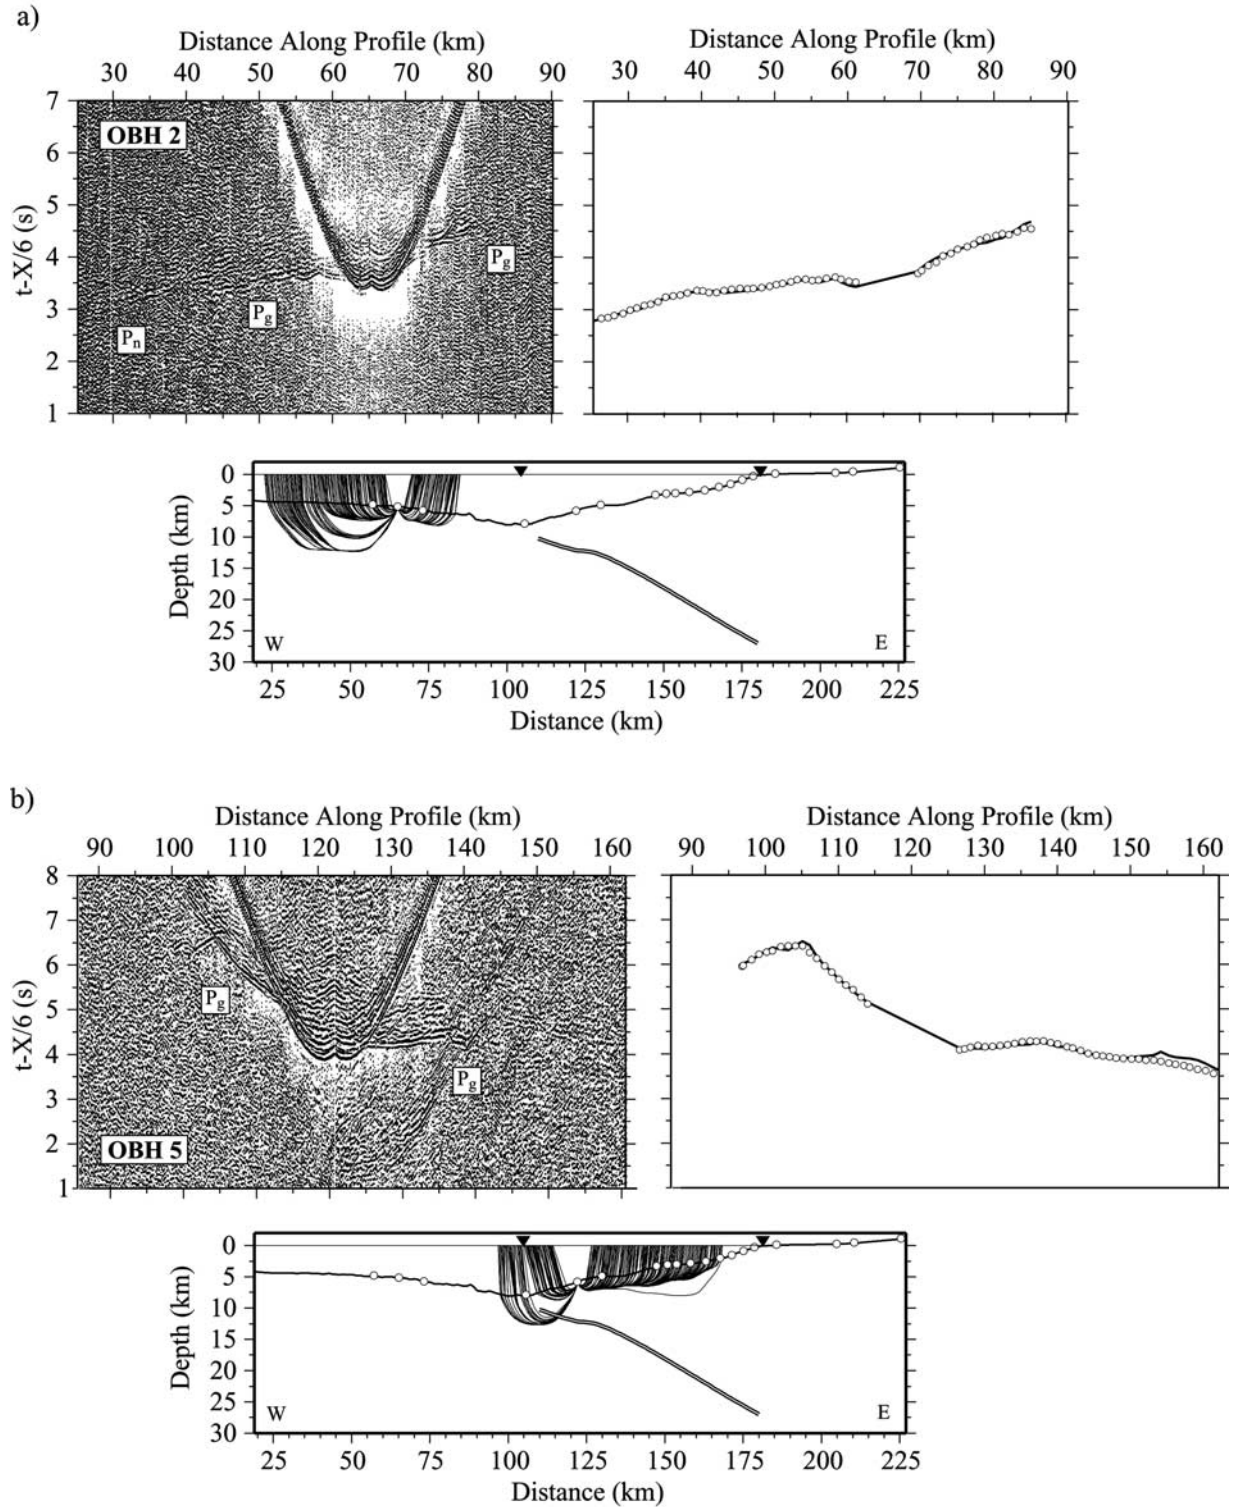 a)
Distance Along Profile (km)
30 40 50 60 70 80 90
7
6
5
4
3
2
1
t-X/6 (s)
OBH 2
Pn
Pg
Pg
Distance Along Profile (km)
30 40 50 60 70 80 90
0
5
10
15
20
25
30
Depth (km)
W
E
25 50 75 100 125 150 175 200 225
Distance (km)
b)
Distance Along Profile (km)
90 100 110 120 130 140 150 160
8
7
6
5
4
3
2
1
t-X/6 (s)
Pg
Pg
OBH 5
Distance Along Profile (km)
90 100 110 120 130 140 150 160
0
5
10
15
20
25
30
Depth (km)
W
E
25 50 75 100 125 150 175 200 225
Distance (km)